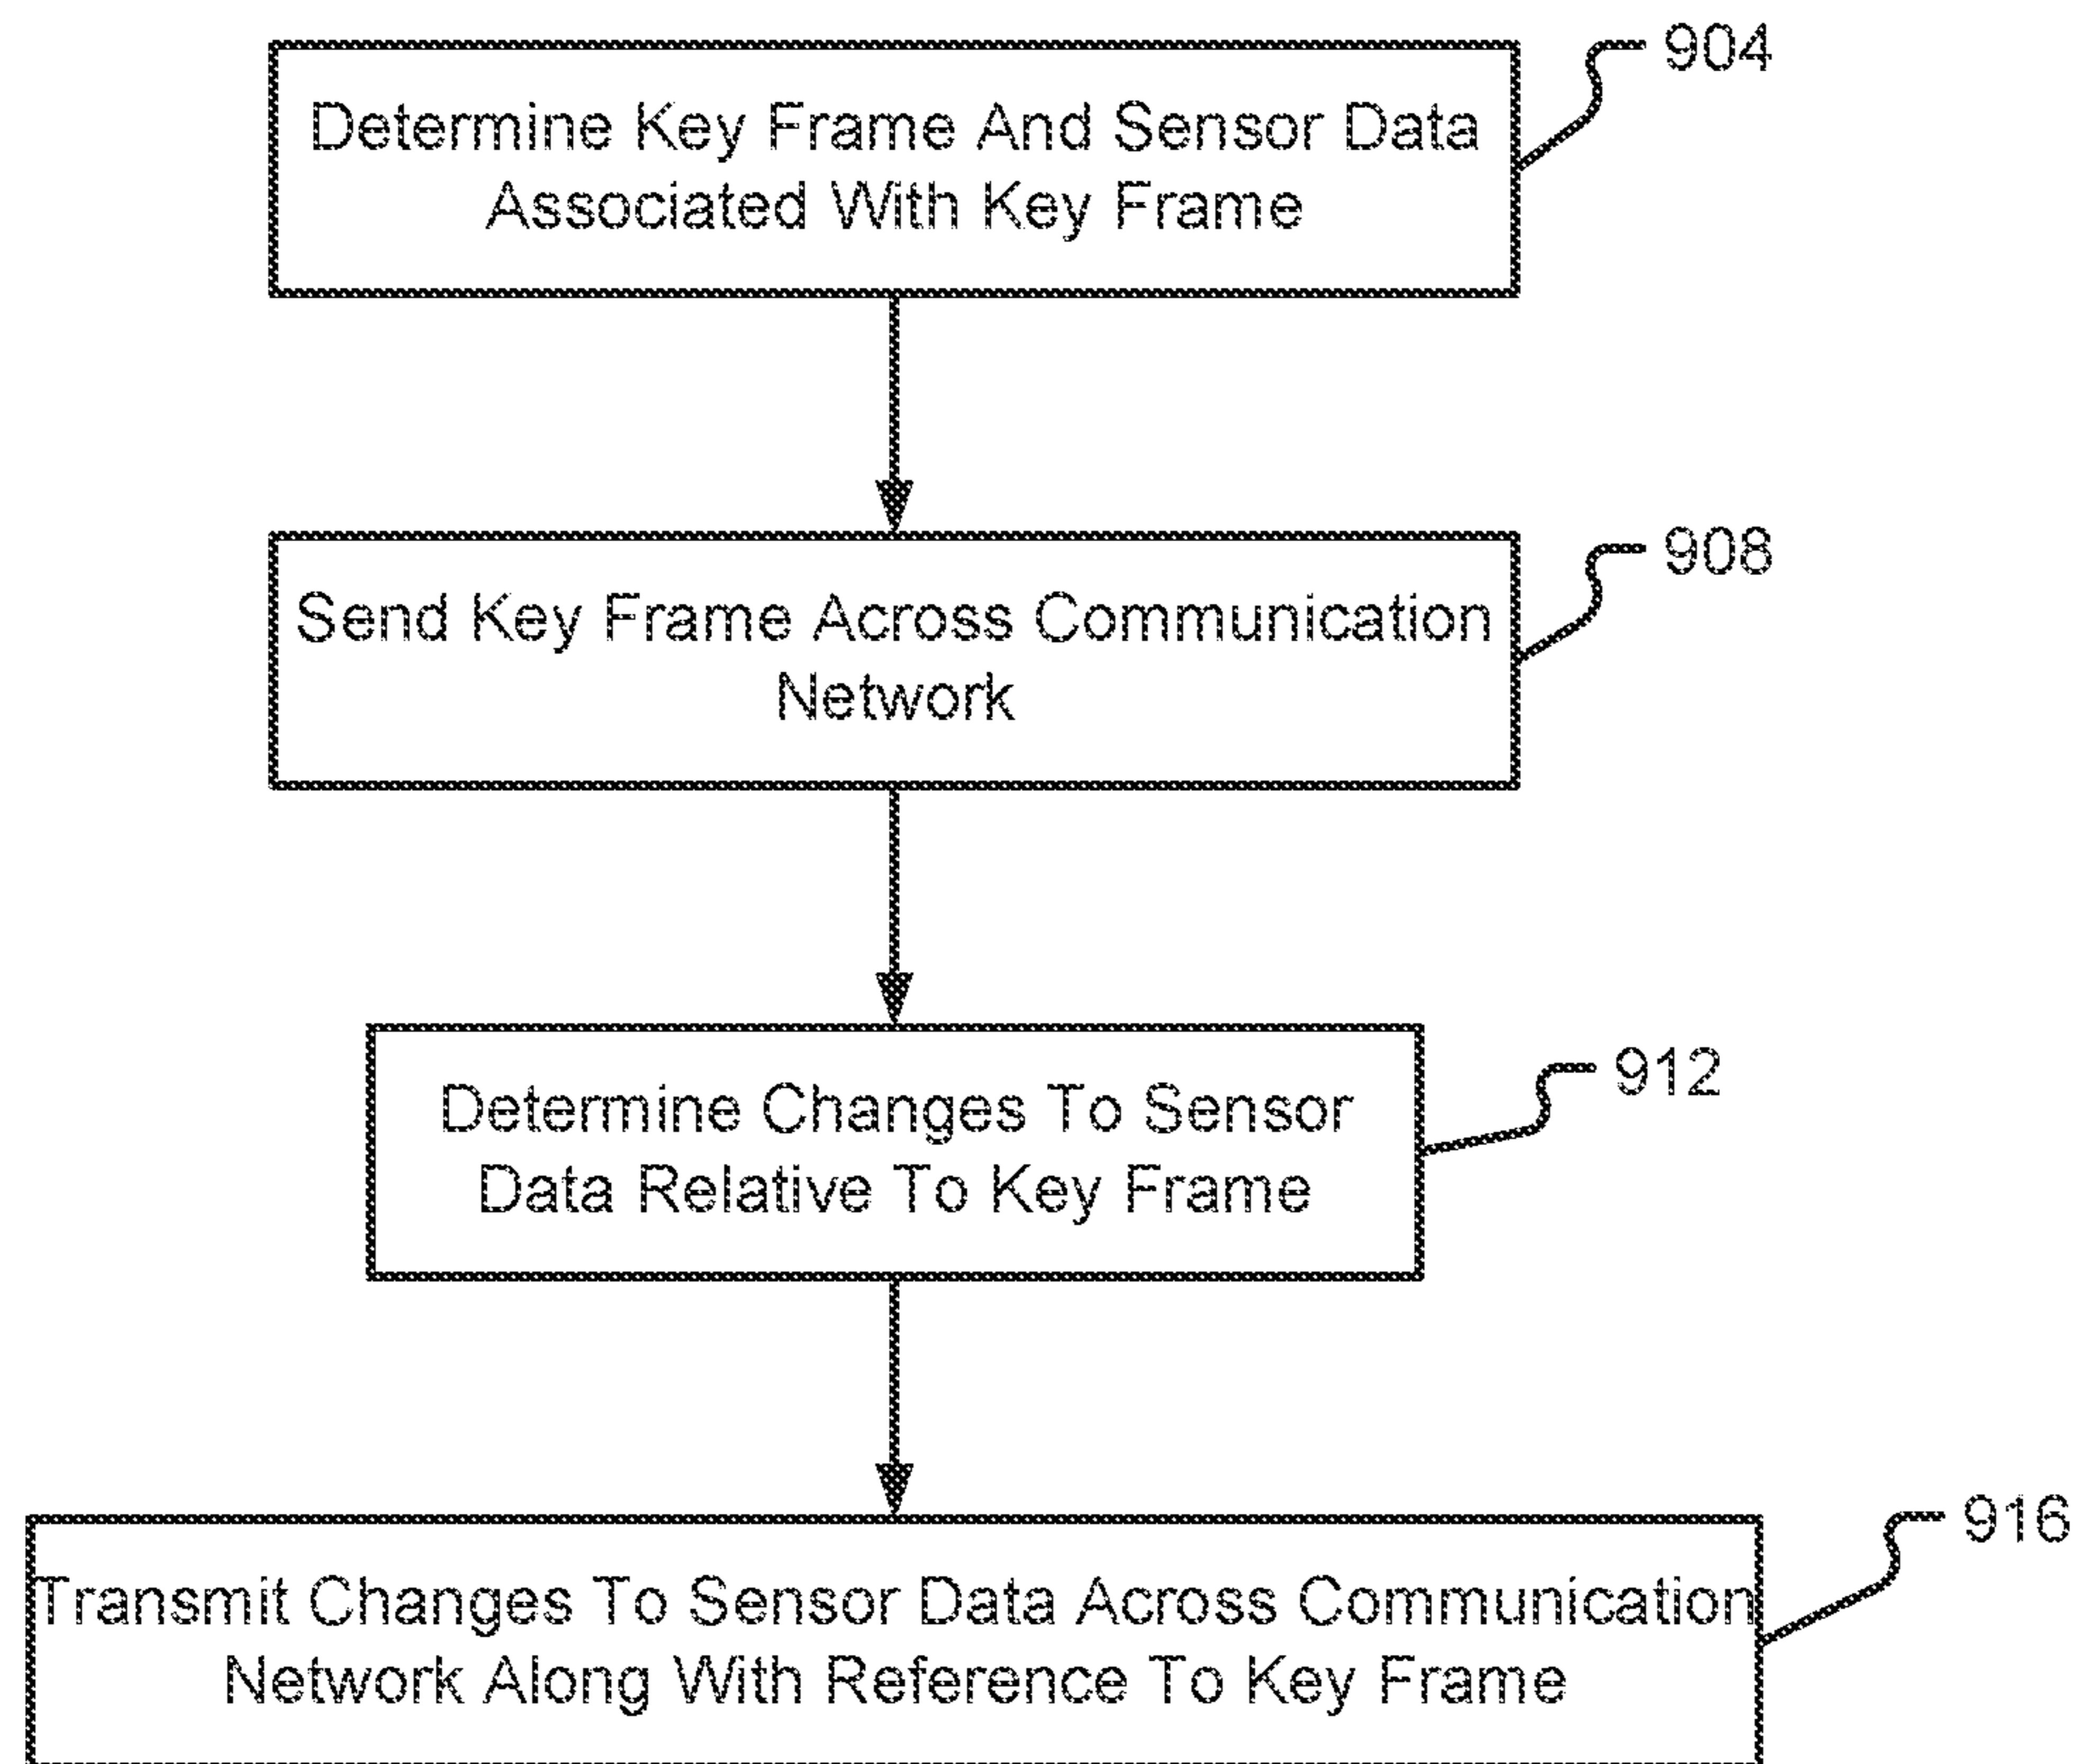 904
Determine Key Frame And Sensor Data
Associated With Key Frame
908
Send Key Frame Across Communication
Network
912
Determine Changes To Sensor
Data Relative To Key Frame
916
Transmit Changes To Sensor Data Across Communication
Network Along With Reference To Key Frame